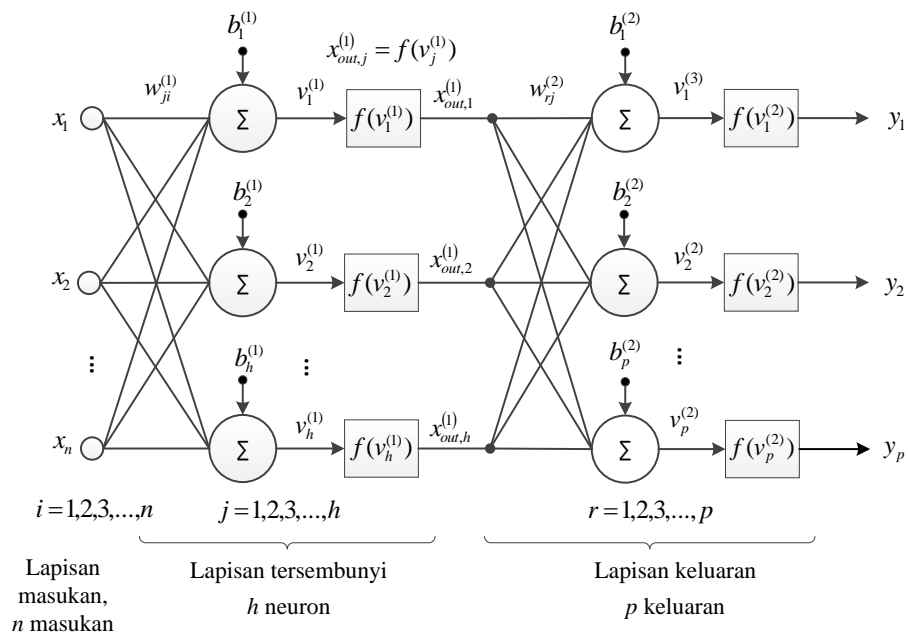 b_1^{(1)} x_{out,j}^{(1)} = f(v_j^{(1)}) b_1^{(2)}
w_{ji}^{(1)} v_1^{(1)} x_{out,1}^{(1)} w_{rj}^{(2)} v_1^{(3)}
x_1 Σ f(v_1^{(1)}) Σ f(v_1^{(2)}) y_1
b_2^{(1)} b_2^{(2)}
v_2^{(1)} x_{out,2}^{(1)} v_2^{(2)}
x_2 Σ f(v_2^{(1)}) Σ f(v_2^{(2)}) y_2
⋮ b_h^{(1)} ⋮ b_p^{(2)} ⋮
v_h^{(1)} x_{out,h}^{(1)} v_p^{(2)}
x_n Σ f(v_h^{(1)}) Σ f(v_p^{(2)}) y_p
i = 1,2,3,...,n j = 1,2,3,...,h r = 1,2,3,..., p
Lapisan
masukan,
n masukan
Lapisan tersembunyi
h neuron
Lapisan keluaran
p keluaran